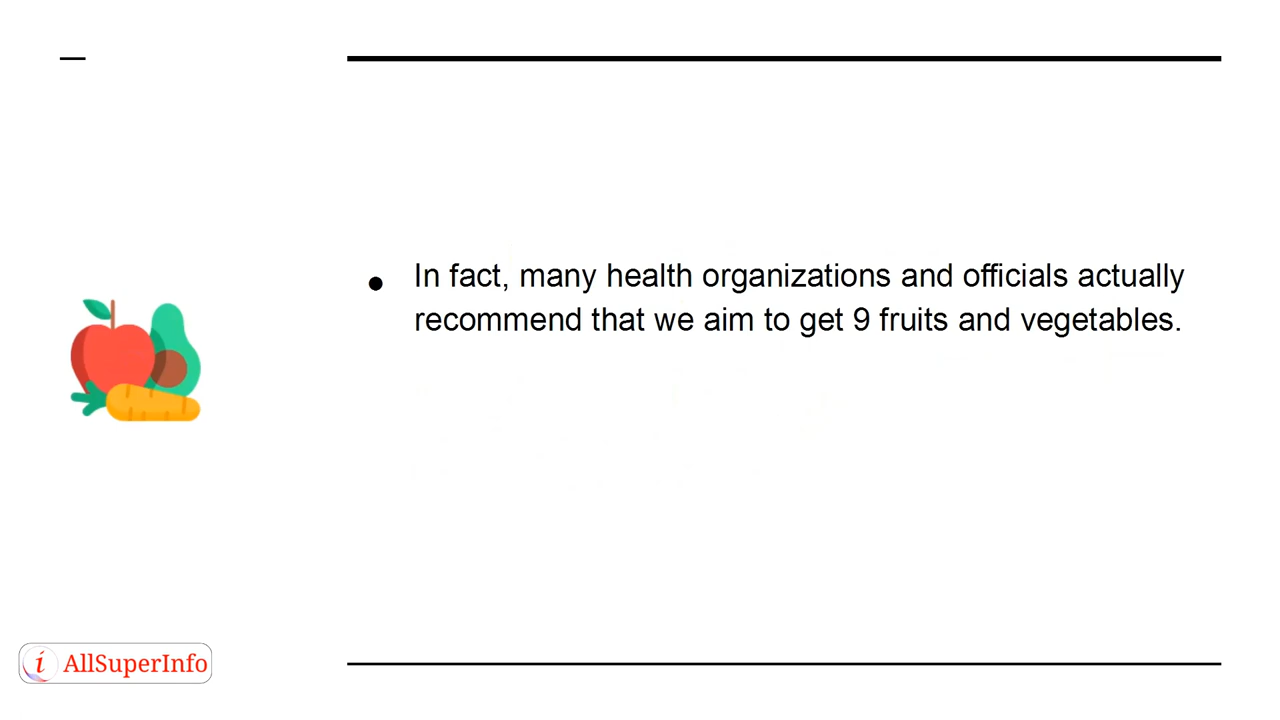 In fact, many health organizations and officials actually
recommend that we aim to get 9 fruits and vegetables.
i AllSuperInfo